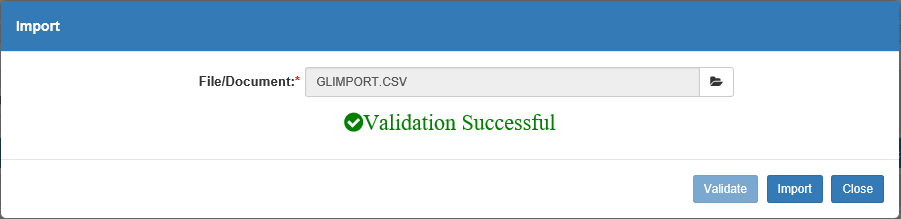 Import
File/Document:* GLIMPORT.CSV
Validation Successful
Validate Import Close